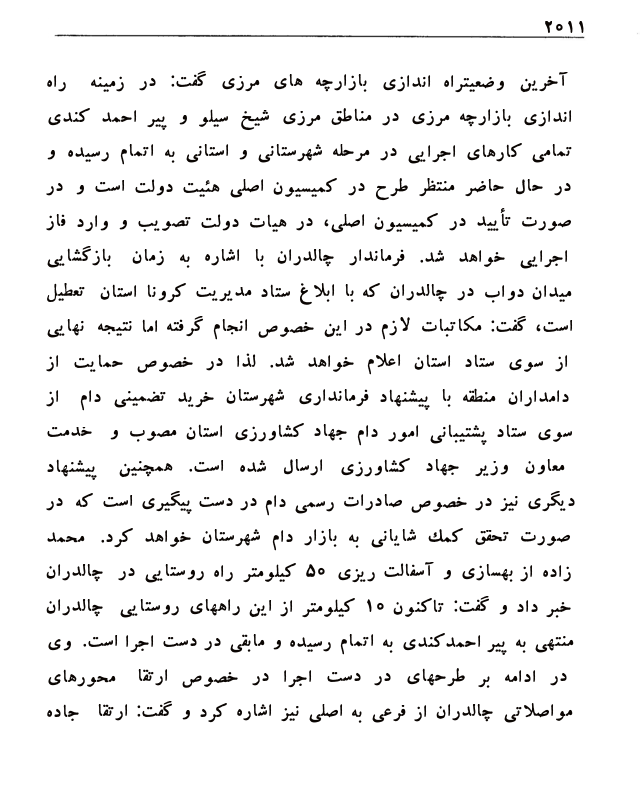 ۲۰۱۱
آخرین وضعیتراه اندازی بازارچه های مرزی گفت: در زمینه راه
اندازی بازارچه مرزی در مناطق مرزی شیخ سیلو و پیر احمد کندی
تمامی کارهای اجرایی در مرحله شهرستانی و استانی به اتمام رسیده و
در حال حاضر منتظر طرح در کمیسیون اصلی هئیت دولت است و در
صورت تأیید در کمیسیون اصلی، در هیات دولت تصویب و وارد فاز
اجرایی خواهد شد. فرماندار چالدران با اشاره به زمان بازگشایی
میدان دواب در چالدران که با ابلاغ ستاد مدیریت کرونا استان تعطیل
است، گفت: مکاتبات لازم در این خصوص انجام گرفته اما نتیجه نهایی
از سوی ستاد استان اعلام خواهد شد. لذا در خصوص حمایت از
دامداران منطقه با پیشنهاد فرمانداری شهرستان خرید تضمینی دام از
سوی ستاد پشتیبانی امور دام جهاد کشاورزی استان مصوب و خدمت
معاون وزیر جهاد کشاورزی ارسال شده است. همچنین پیشنهاد
دیگری نیز در خصوص صادرات رسمی دام در دست پیگیری است که در
صورت تحقق کمك شایانی به بازار دام شهرستان خواهد کرد. محمد
زاده از بهسازی و آسفالت ریزی ۵۰ کیلومتر راه روستایی در چالدران
خبر داد و گفت: تاکنون ۱۰ کیلومتر از این راههای روستایی چالدران
منتهی به پیر احمدکندی به اتمام رسیده و مابقی در دست اجرا است. وی
در ادامه بر طرحهای در دست اجرا در خصوص ارتقا محورهای
مواصلاتی چالدران از فرعی به اصلی نیز اشاره کرد و گفت: ارتقا جاده